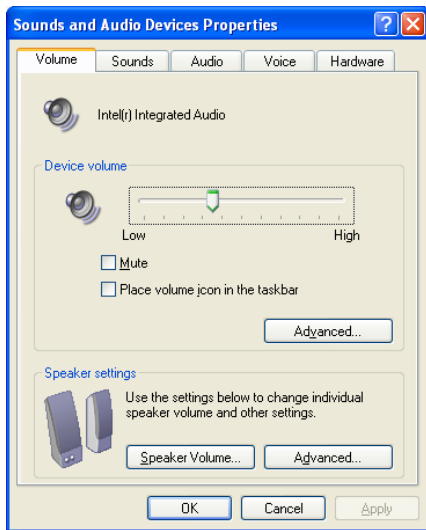 Sounds and Audio Devices Properties
Volume
Sounds
Audio
Voice
Hardware
Intel(r) Integrated Audio
Device volume
Low
High
Mute
Place volume icon in the taskbar
Advanced...
Speaker settings
Use the settings below to change individual
speaker volume and other settings.
Speaker Volume...
Advanced...
OK
Cancel
Apply